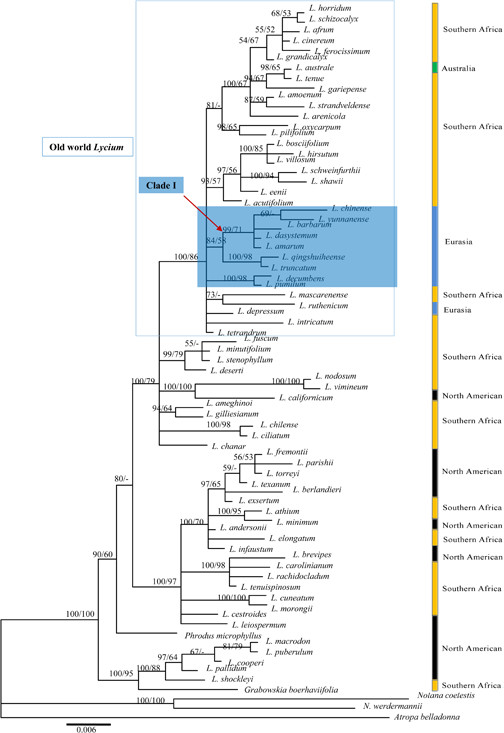 L. horridum
68/53
L. schizocalyx
55/52
L. afrum
Southern Africa
54/67
L. cinereum
L. ferocissimum
L. grandicalyx
98/65
L. australe
Australia
100/67
94/67
L. tenue
L. gariepense
81/-
87/59
L. amoenum
L. strandveldense
L. arenicola
98/65
L. oxycarpum
L. pilifolium
Southern Africa
Old world Lycium
100/85
L. bosciifolium
L. hirsutum
L. villosum
97/56
100/94
L. schweinfurthii
93/57
L. shawii
Clade I
L. eenii
L. acutifolium
69/-
L. chinense
L. yunnanense
99/71
L. barbarum
L. dasystemum
84/58
L. amarum
Eurasia
100/98
L. qingshuiheense
100/86
L. truncatum
100/98
L. decumbens
L. pumilum
73/-
L. mascarenense
Southern Africa
L. ruthenicum
L. depressum
Eurasia
L. intricatum
L. tetrandrum
55/-
L. fuscum
L. minutifolium
99/79
L. stenophyllum
Southern Africa
L. deserti
100/79
100/100
L. nodosum
100/100
L. vimineum
L. californicum
North American
94/64
L. ameghinoi
L. gilliesianum
100/98
L. chilense
Southern Africa
L. ciliatum
L. chanar
L. fremontii
56/53
L. parishii
59/-
L. torreyi
North American
80/-
97/65
L. texanum
L. berlandieri
L. exsertum
100/95
L. athium
Southern Africa
100/70
L. minimum
L. andersonii
North American
L. elongatum
Southern Africa
L. infaustum
90/60
L. brevipes
North American
100/98
L. carolinianum
100/97
L. rachidocladum
L. tenuispinosum
Southern Africa
100/100
L. cuneatum
L. morongii
100/100
L. cestroides
L. leiospermum
Phrodus microphyllus
81/79
L. macrodon
67/-
L. puberulum
97/64
L. cooperi
North American
100/88
L. pallidum
100/95
L. shockleyi
Grabowskia boerhaviifolia
Southern Africa
Nolana coelestis
100/100
N. werdermannii
Atropa belladonna
0.006